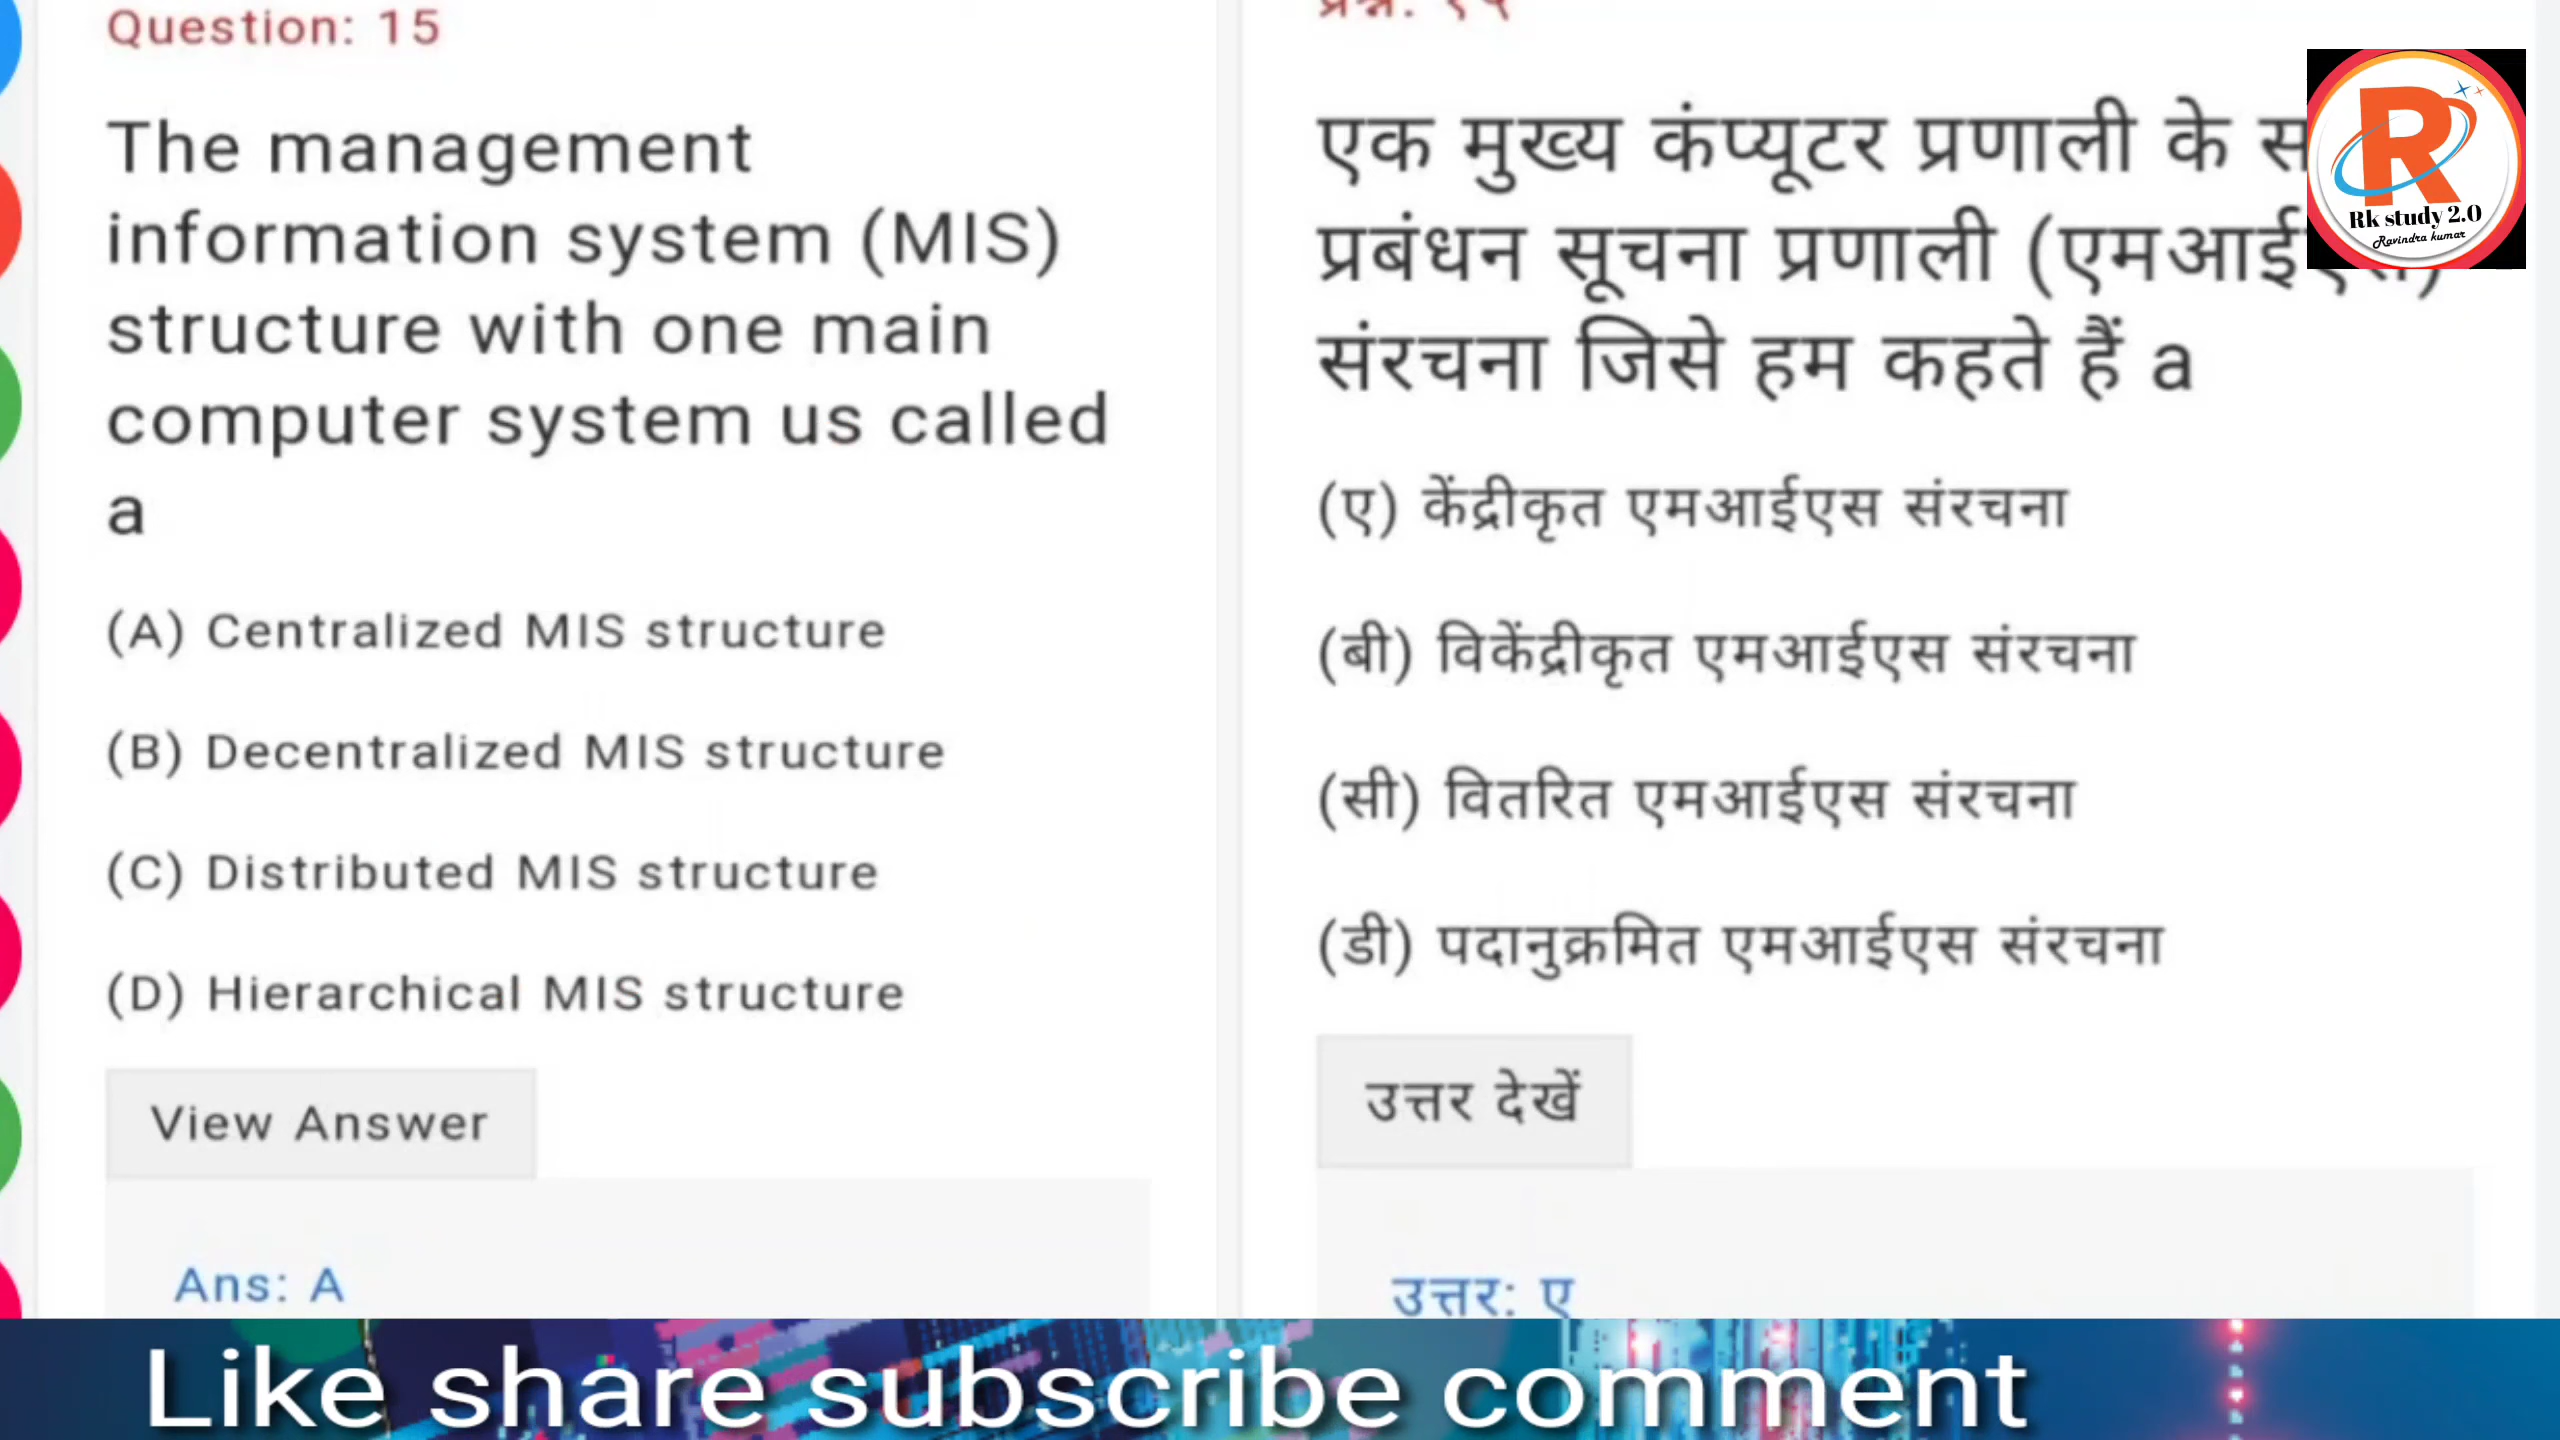 Question: 15
The management
information system (MIS)
structure with one main
computer system us called
a
(A) Centralized MIS structure
(B) Decentralized MIS structure
(C) Distributed MIS structure
(D) Hierarchical MIS structure
View Answer
Ans: A
एक मुख्य कंप्यूटर प्रणाली के
प्रबंधन सूचना प्रणाली
संरचना जिसे हम कहते हैं a
(ए) केंद्रीकृत एमआईएस संरचना
(बी) विकेंद्रीकृत एमआईएस संरचना
(सी) वितरित एमआईएस संरचना
(डी) पदानुक्रमित एमआईएस संरचना
उत्तर देखें
उत्तर: ए
R
Rk study 2.0
Ravindra kumar
Like share subscribe comment